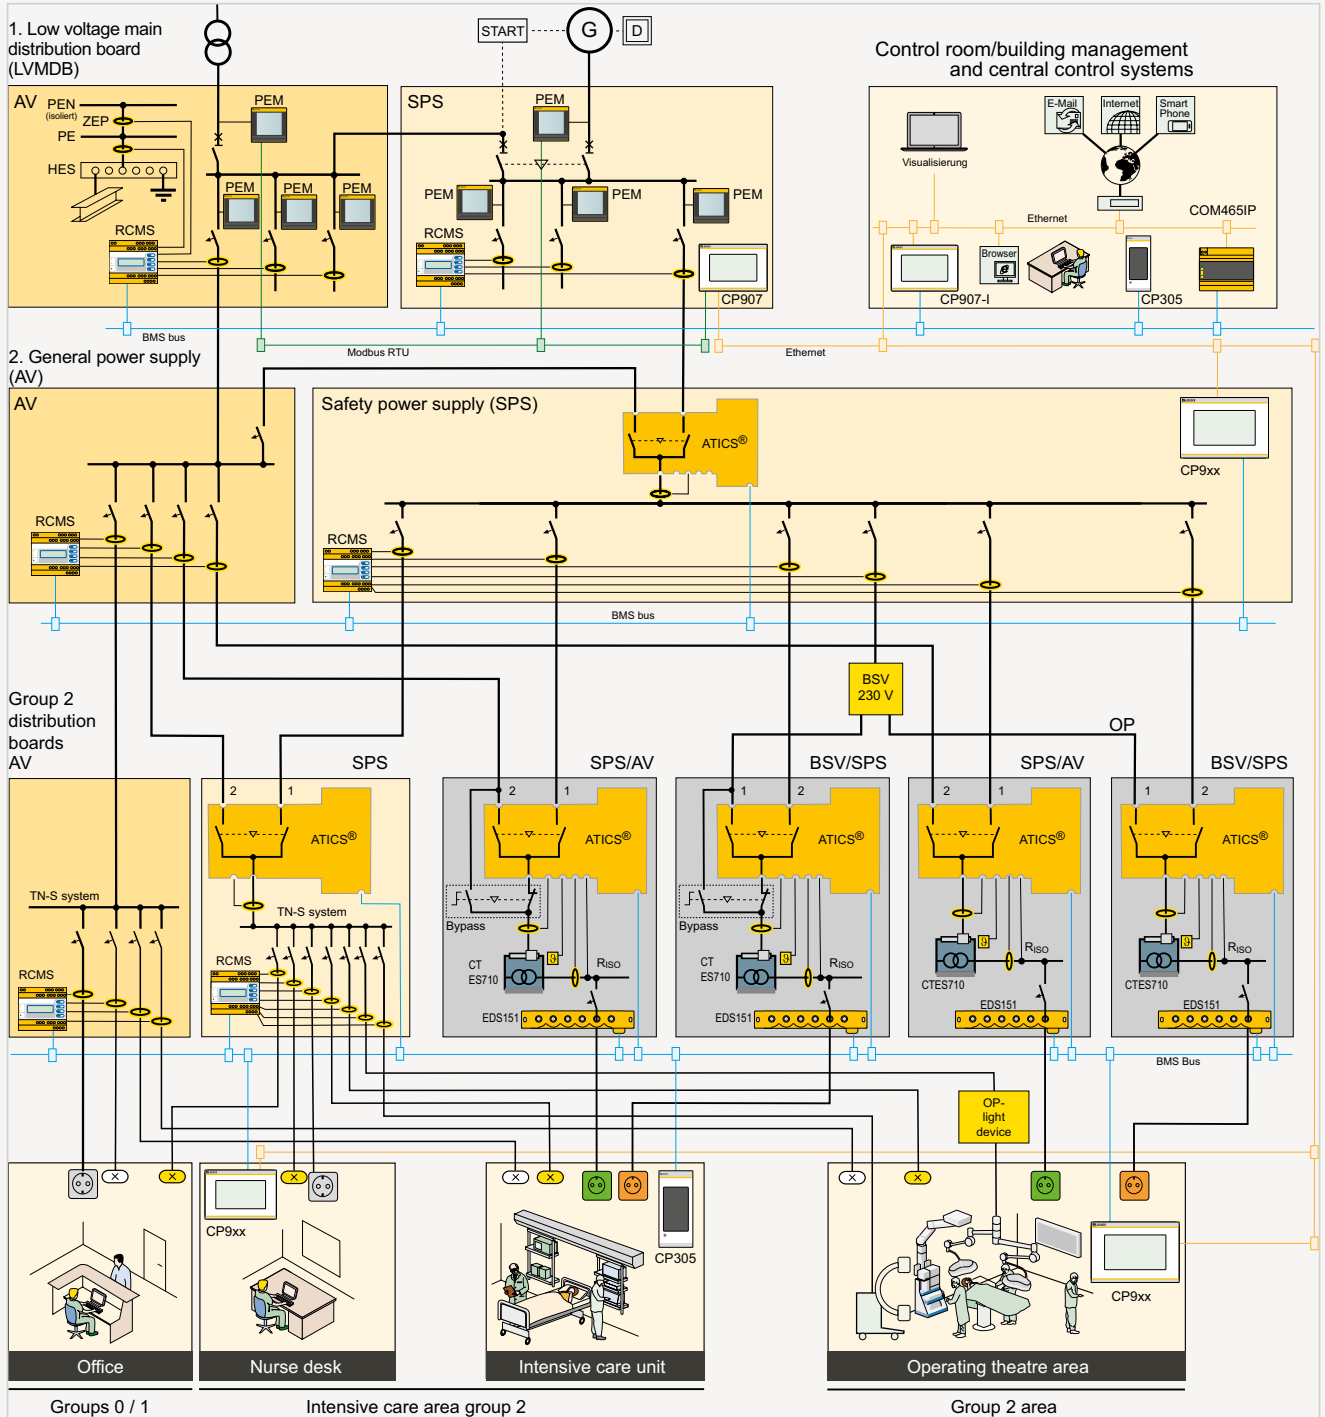 1. Low voltage main
distribution board
(LVMDB)
START
G
D
Control room/building management
and central control systems
AV
PEN
(isoliert)
ZEP
PE
HES
PEM
PEM
PEM
PEM
RCMS
SPS
PEM
PEM
PEM
PEM
RCMS
CP907
E-Mail
Internet
Smart
Phone
Visualisierung
Ethernet
COM465IP
Browser
CP907-I
CP305
BMS bus
Modbus RTU
Ethernet
2. General power supply
(AV)
AV
RCMS
Safety power supply (SPS)
ATICS®
CP9xx
RCMS
BMS bus
BSV
230 V
OP
Group 2
distribution
boards
AV
SPS
SPS/AV
BSV/SPS
SPS/AV
BSV/SPS
2
1
2
1
1
2
2
1
1
2
ATICS®
ATICS®
ATICS®
ATICS®
ATICS®
TN-S system
TN-S system
Bypass
Bypass
RCMS
RCMS
CT
ES710
ϑ
RISO
CT
ES710
ϑ
RISO
CTES710
ϑ
RISO
CTES710
ϑ
RISO
EDS151
EDS151
EDS151
EDS151
BMS Bus
OP-
light
device
CP9xx
CP305
CP9xx
Office
Nurse desk
Intensive care unit
Operating theatre area
Groups 0 / 1
Intensive care area group 2
Group 2 area